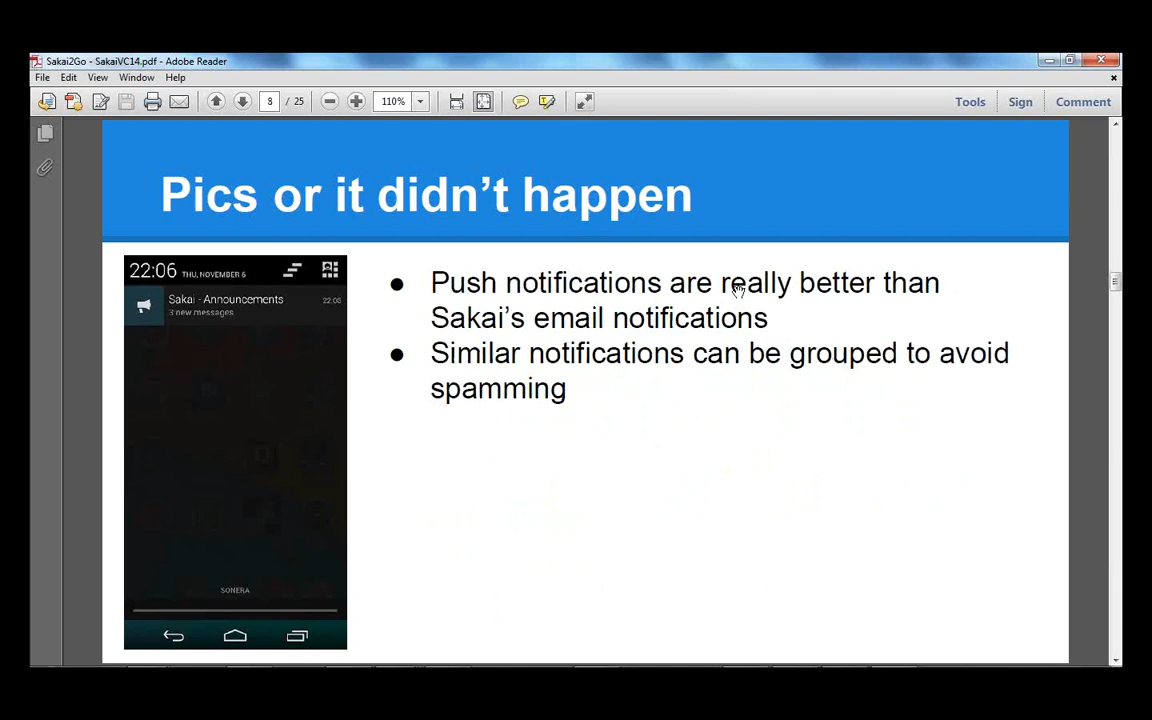 Sakai2Go - SakaiVC14.pdf - Adobe Reader
File Edit View Window Help
8 / 25 110% Tools Sign Comment
Pics or it didn't happen
22:06 THU, NOVEMBER 6
Sakai - Announcements 22:06
3 new messages
SONERA
● Push notifications are really better than
Sakai's email notifications
● Similar notifications can be grouped to avoid
spamming